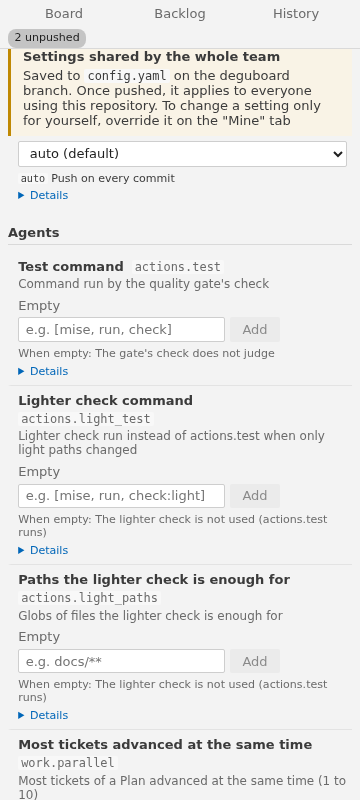 Board
Backlog
History
2 unpushed
Settings shared by the whole team
Saved to config.yaml on the deguboard
branch. Once pushed, it applies to everyone
using this repository. To change a setting only
for yourself, override it on the "Mine" tab
auto (default)
auto Push on every commit
Details
Agents
Test command actions.test
Command run by the quality gate's check
Empty
e.g. [mise, run, check]
Add
When empty: The gate's check does not judge
Details
Lighter check command
actions.light_test
Lighter check run instead of actions.test when only
light paths changed
Empty
e.g. [mise, run, check:light]
Add
When empty: The lighter check is not used (actions.test
runs)
Details
Paths the lighter check is enough for
actions.light_paths
Globs of files the lighter check is enough for
Empty
e.g. docs/**
Add
When empty: The lighter check is not used (actions.test
runs)
Details
Most tickets advanced at the same time
work.parallel
Most tickets of a Plan advanced at the same time (1 to
10)